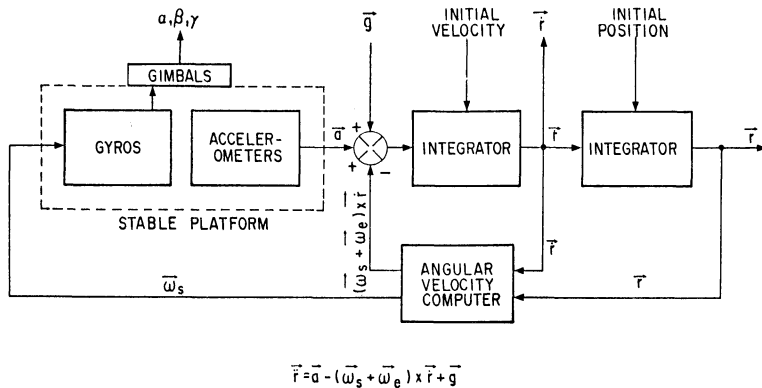 α, β, γ
GIMBALS
GYROS
ACCELER-
OMETERS
STABLE PLATFORM
a⃗
g⃗
+
+
−
INITIAL
VELOCITY
INTEGRATOR
ṙ⃗
ṙ⃗
INITIAL
POSITION
INTEGRATOR
r⃗
(ω⃗s + ω⃗e) x ṙ⃗
ANGULAR
VELOCITY
COMPUTER
ṙ⃗
r⃗
ω⃗s
r̈⃗ = a⃗ - (ω⃗s + ω⃗e) x ṙ⃗ + g⃗